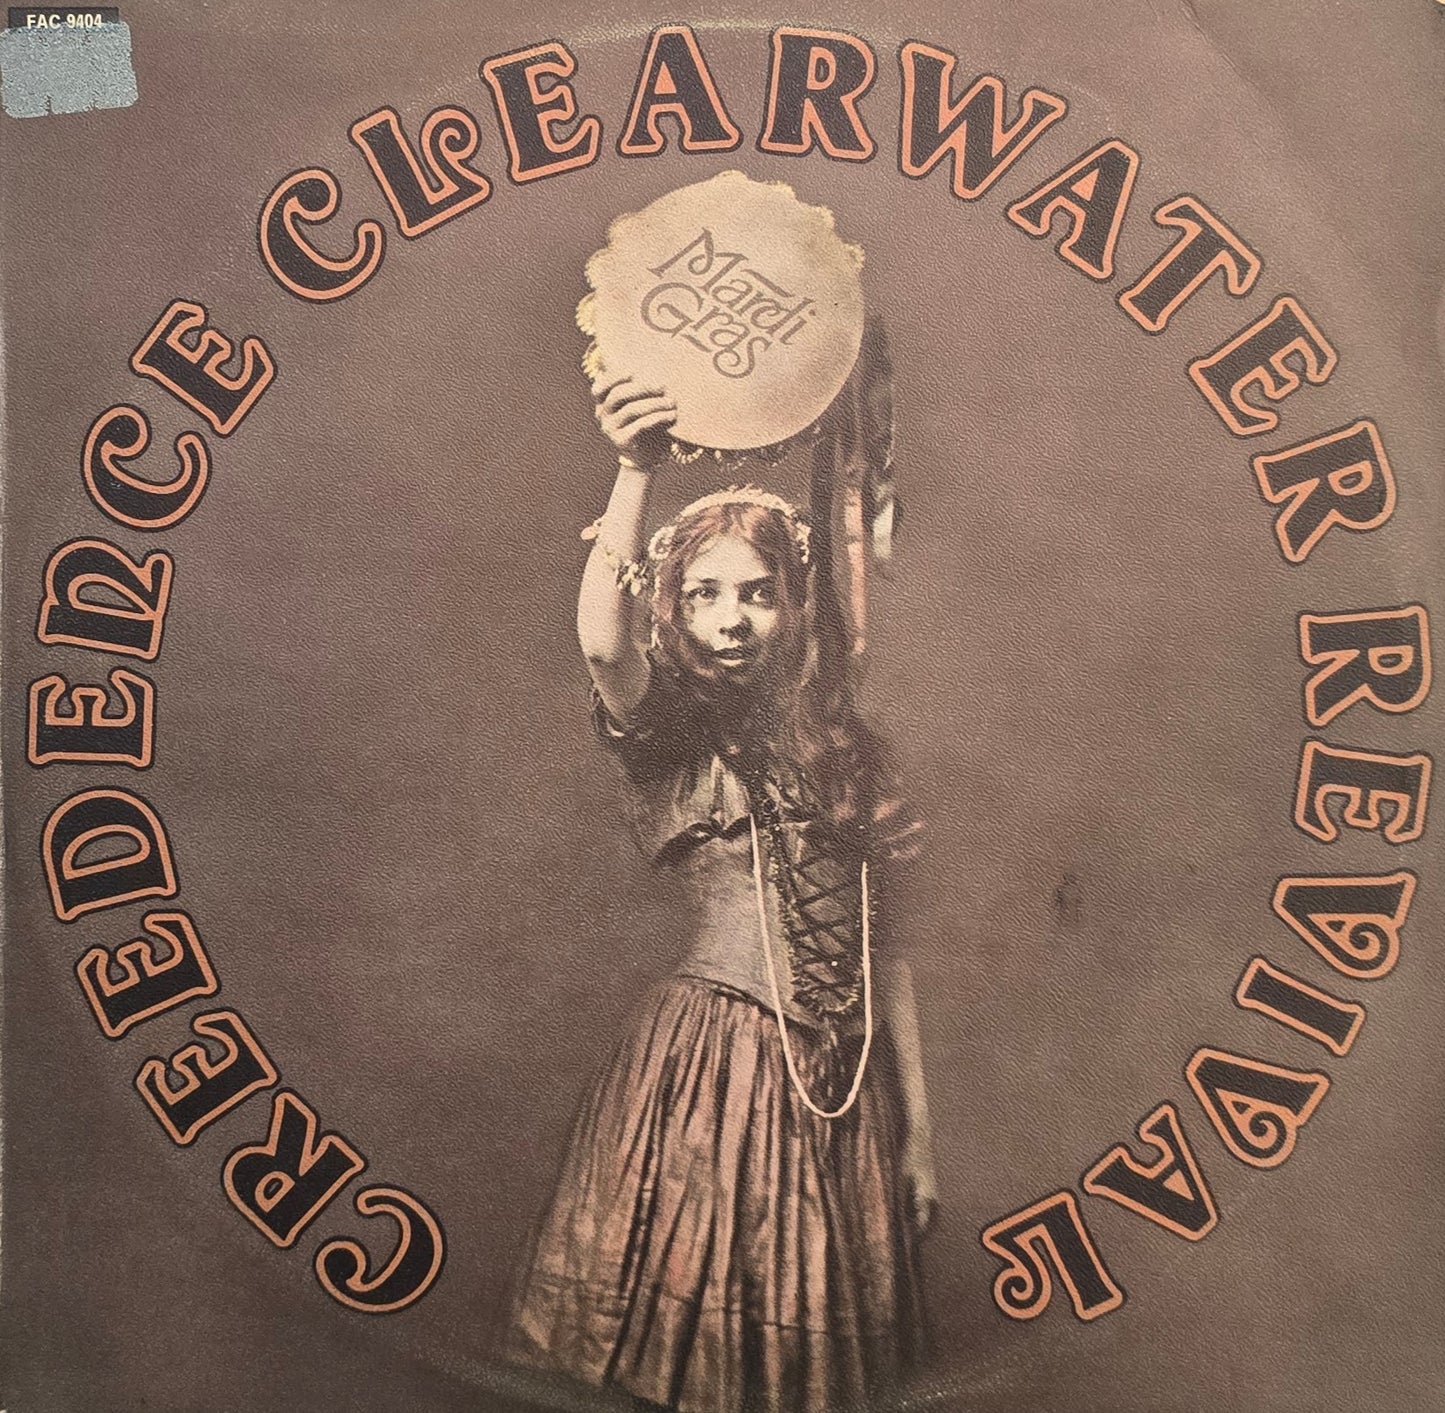 FAC 9404
CREEDENCE CLEARWATER REVIVAL
Mardi
Gras